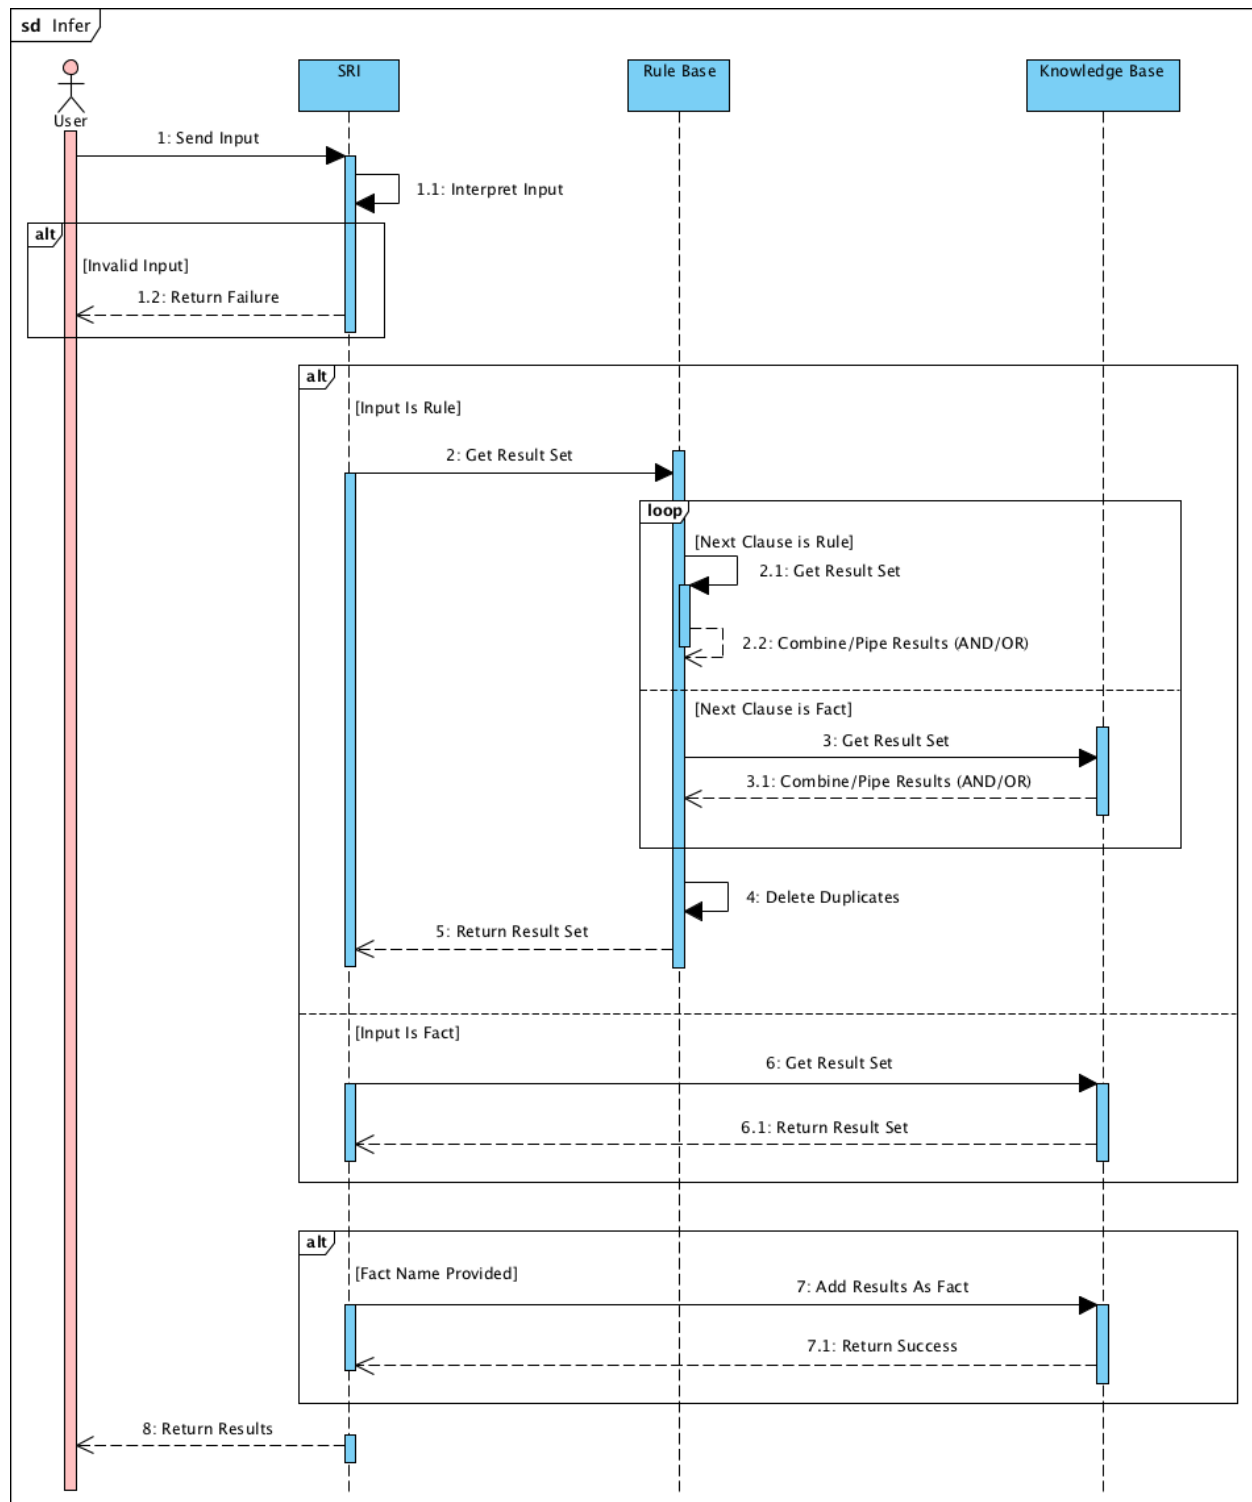 sd Infer
User
SRI
Rule Base
Knowledge Base
1: Send Input
1.1: Interpret Input
alt
[Invalid Input]
1.2: Return Failure
alt
[Input Is Rule]
2: Get Result Set
loop
[Next Clause is Rule]
2.1: Get Result Set
2.2: Combine/Pipe Results (AND/OR)
[Next Clause is Fact]
3: Get Result Set
3.1: Combine/Pipe Results (AND/OR)
4: Delete Duplicates
5: Return Result Set
[Input Is Fact]
6: Get Result Set
6.1: Return Result Set
alt
[Fact Name Provided]
7: Add Results As Fact
7.1: Return Success
8: Return Results